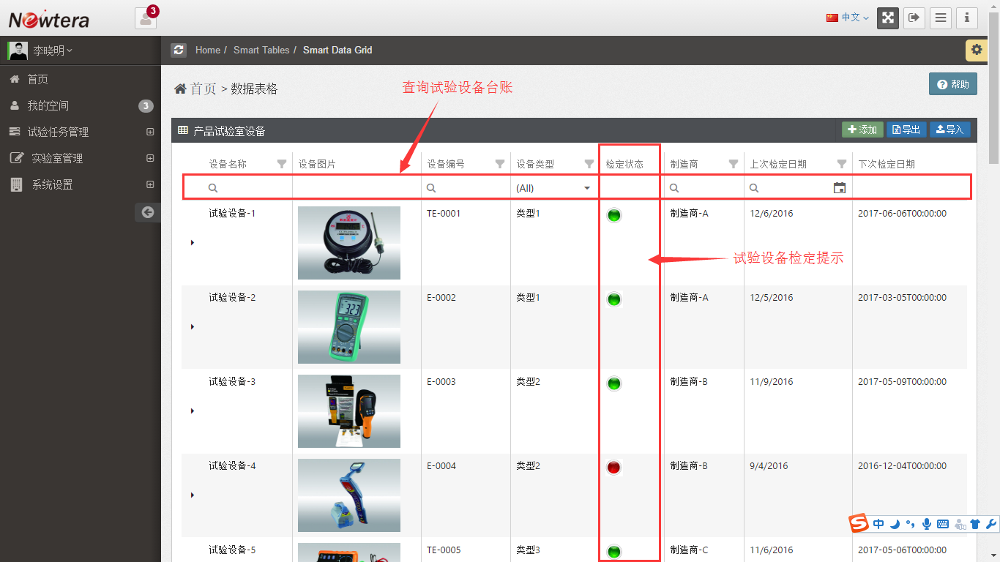 Newtera
3
中文
李晓明
Home / Smart Tables / Smart Data Grid
首页
我的空间 3
试验任务管理
实验室管理
系统设置
首页 > 数据表格
查询试验设备台账
帮助
产品试验室设备
添加 导出 导入
设备名称 设备图片 设备编号 设备类型 检定状态 制造商 上次检定日期 下次检定日期
(All)
试验设备-1 TE-0001 类型1 制造商-A 12/6/2016 2017-06-06T00:00:00
试验设备检定提示
试验设备-2 E-0002 类型1 制造商-A 12/5/2016 2017-03-05T00:00:00
323
试验设备-3 E-0003 类型2 制造商-B 11/9/2016 2017-05-09T00:00:00
试验设备-4 E-0004 类型2 制造商-B 9/4/2016 2016-12-04T00:00:00
中
试验设备-5 TE-0005 类型3 制造商-C 11/6/2016 2017-05-06T00:00:00